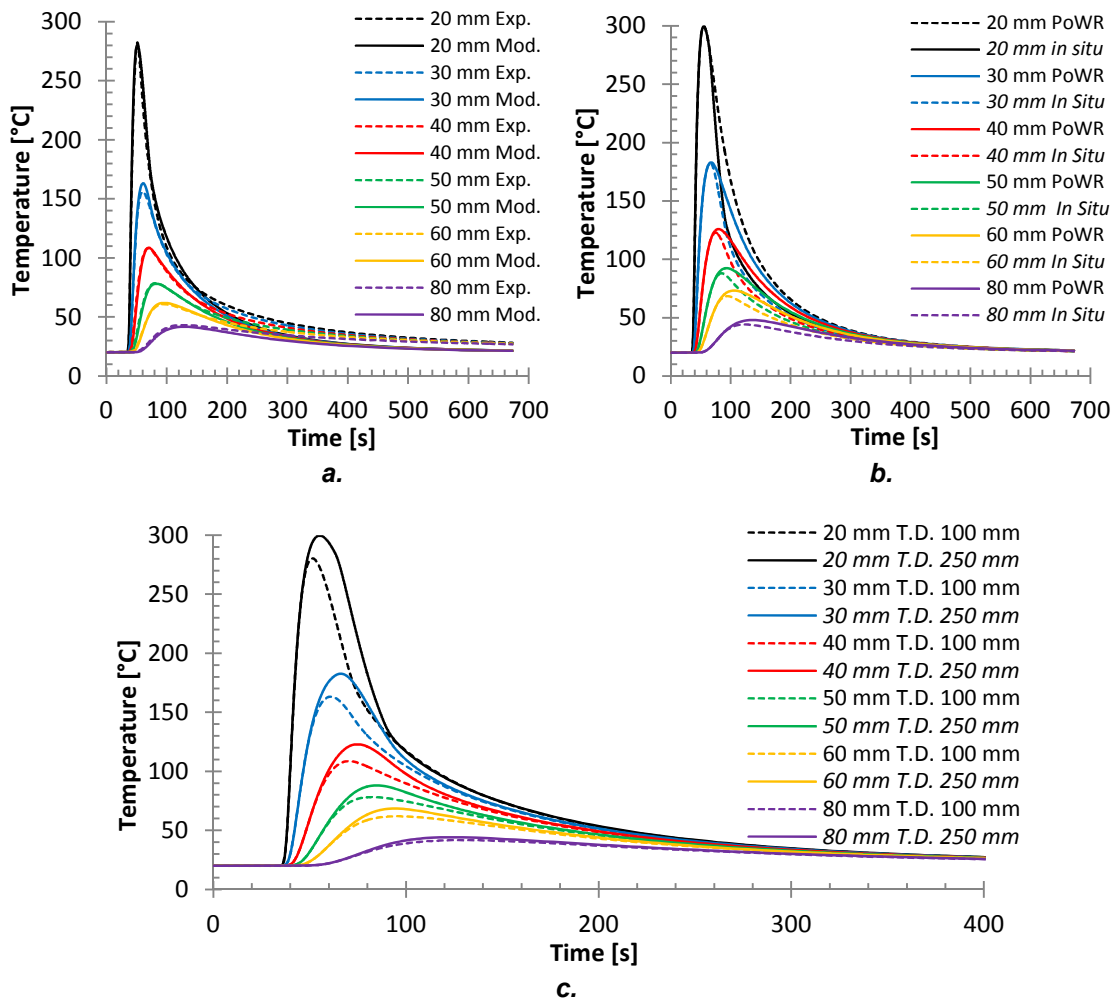 300
250
200
150
100
50
0
Temperature [°C]
0 100 200 300 400 500 600 700
Time [s]
20 mm Exp.
20 mm Mod.
30 mm Exp.
30 mm Mod.
40 mm Exp.
40 mm Mod.
50 mm Exp.
50 mm Mod.
60 mm Exp.
60 mm Mod.
80 mm Exp.
80 mm Mod.
a.
300
250
200
150
100
50
0
Temperature [°C]
0 100 200 300 400 500 600 700
Time [s]
20 mm PoWR
20 mm in situ
30 mm PoWR
30 mm In Situ
40 mm PoWR
40 mm In Situ
50 mm PoWR
50 mm In Situ
60 mm PoWR
60 mm In Situ
80 mm PoWR
80 mm In Situ
b.
300
250
200
150
100
50
0
Temperature [°C]
0 100 200 300 400
Time [s]
20 mm T.D. 100 mm
20 mm T.D. 250 mm
30 mm T.D. 100 mm
30 mm T.D. 250 mm
40 mm T.D. 100 mm
40 mm T.D. 250 mm
50 mm T.D. 100 mm
50 mm T.D. 250 mm
60 mm T.D. 100 mm
60 mm T.D. 250 mm
80 mm T.D. 100 mm
80 mm T.D. 250 mm
c.